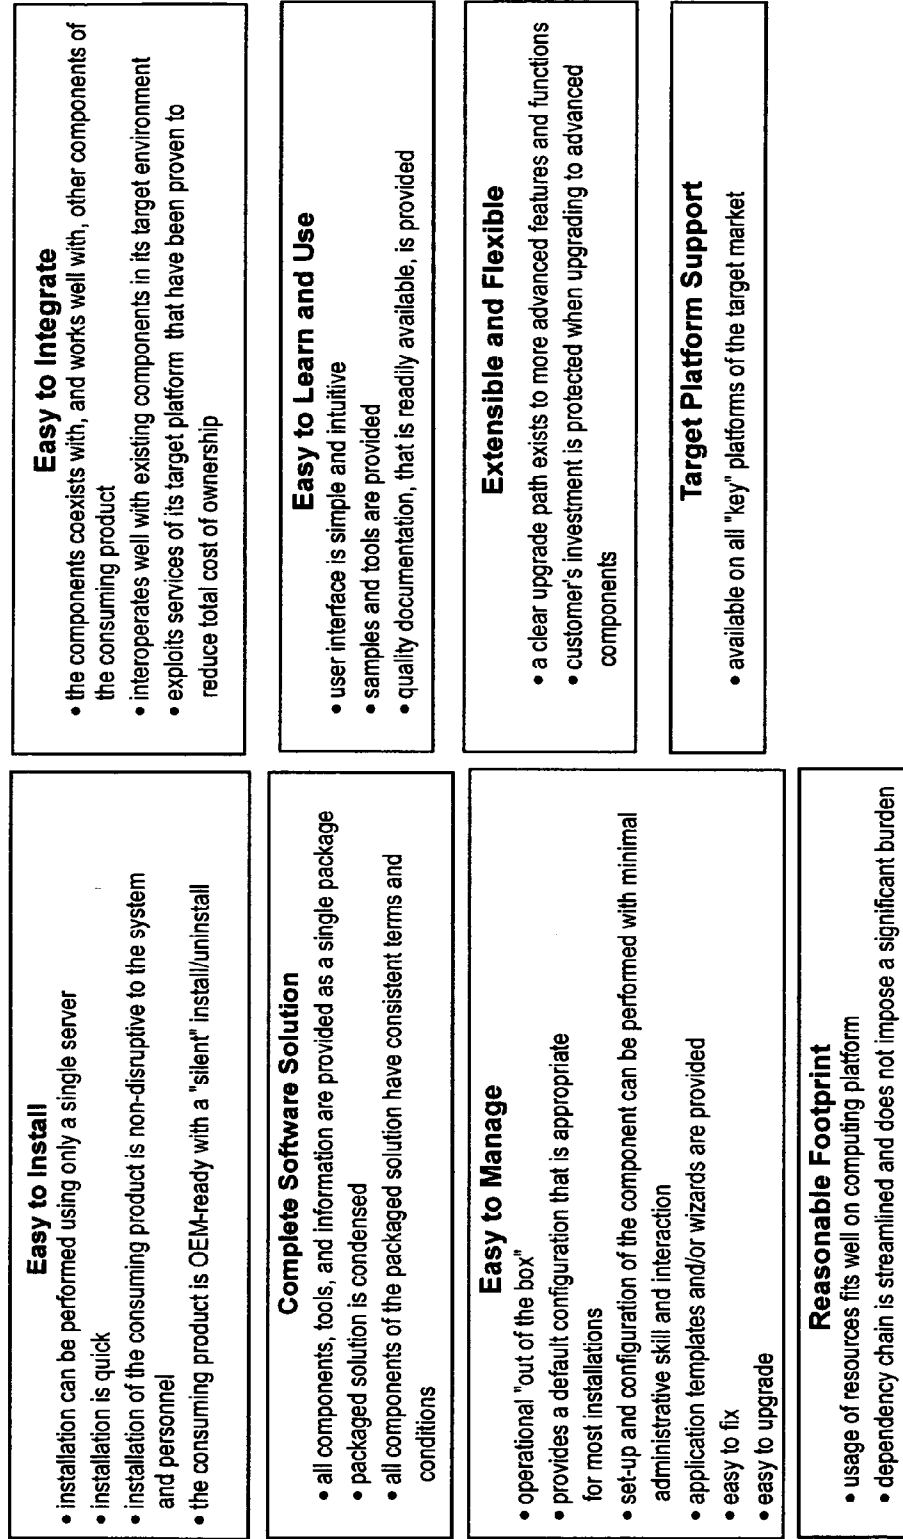 Easy to Install
• installation can be performed using only a single server
• installation is quick
• installation of the consuming product is non-disruptive to the system
and personnel
• the consuming product is OEM-ready with a "silent" install/uninstall
Complete Software Solution
• all components, tools, and information are provided as a single package
• packaged solution is condensed
• all components of the packaged solution have consistent terms and
conditions
Easy to Manage
• operational "out of the box"
• provides a default configuration that is appropriate
for most installations
• set-up and configuration of the component can be performed with minimal
administrative skill and interaction
• application templates and/or wizards are provided
• easy to fix
• easy to upgrade
Reasonable Footprint
• usage of resources fits well on computing platform
• dependency chain is streamlined and does not impose a significant burden
Easy to Integrate
• the components coexists with, and works well with, other components of
the consuming product
• interoperates well with existing components in its target environment
• exploits services of its target platform that have been proven to
reduce total cost of ownership
Easy to Learn and Use
• user interface is simple and intuitive
• samples and tools are provided
• quality documentation, that is readily available, is provided
Extensible and Flexible
• a clear upgrade path exists to more advanced features and functions
• customer's investment is protected when upgrading to advanced
components
Target Platform Support
• available on all "key" platforms of the target market